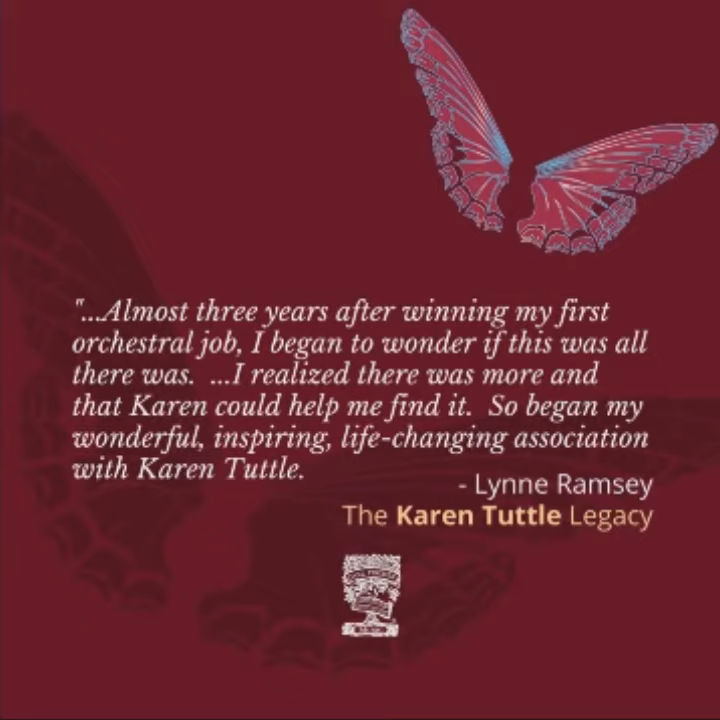 "...Almost three years after winning my first
orchestral job, I began to wonder if this was all
there was.  ...I realized there was more and
that Karen could help me find it.  So began my
wonderful, inspiring, life-changing association
with Karen Tuttle.
- Lynne Ramsey
The Karen Tuttle Legacy